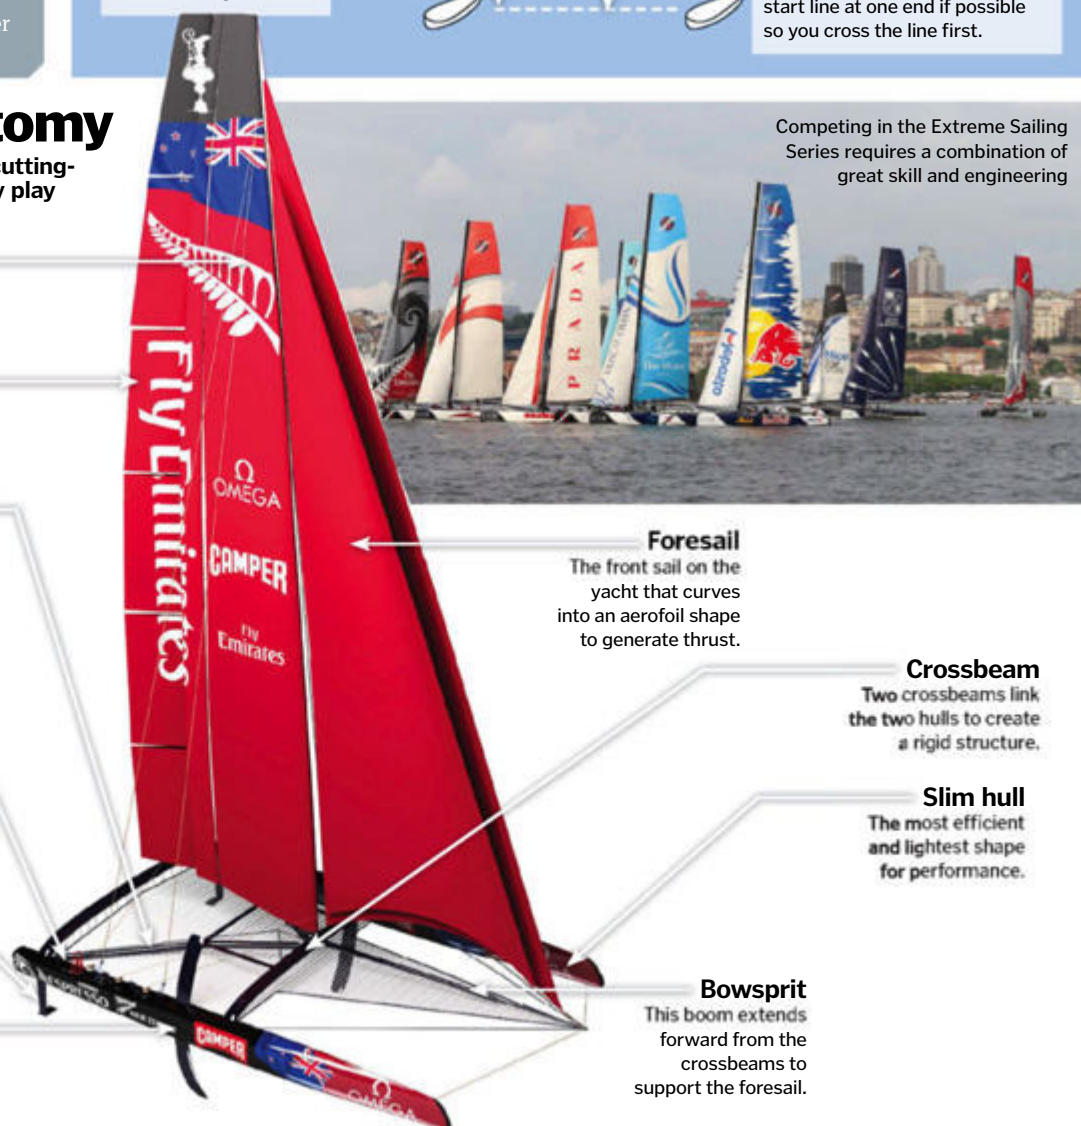 er
start line at one end if possible
so you cross the line first.
tomy
cutting-
y play
Competing in the Extreme Sailing
Series requires a combination of
great skill and engineering
PRADA
Fly Emirates
Ω
OMEGA
CAMPER
Fly
Emirates
Foresail
The front sail on the
yacht that curves
into an aerofoil shape
to generate thrust.
Crossbeam
Two crossbeams link
the two hulls to create
a rigid structure.
Slim hull
The most efficient
and lightest shape
for performance.
Bowsprit
This boom extends
forward from the
crossbeams to
support the foresail.
CAMPER
Ω
OMEGA